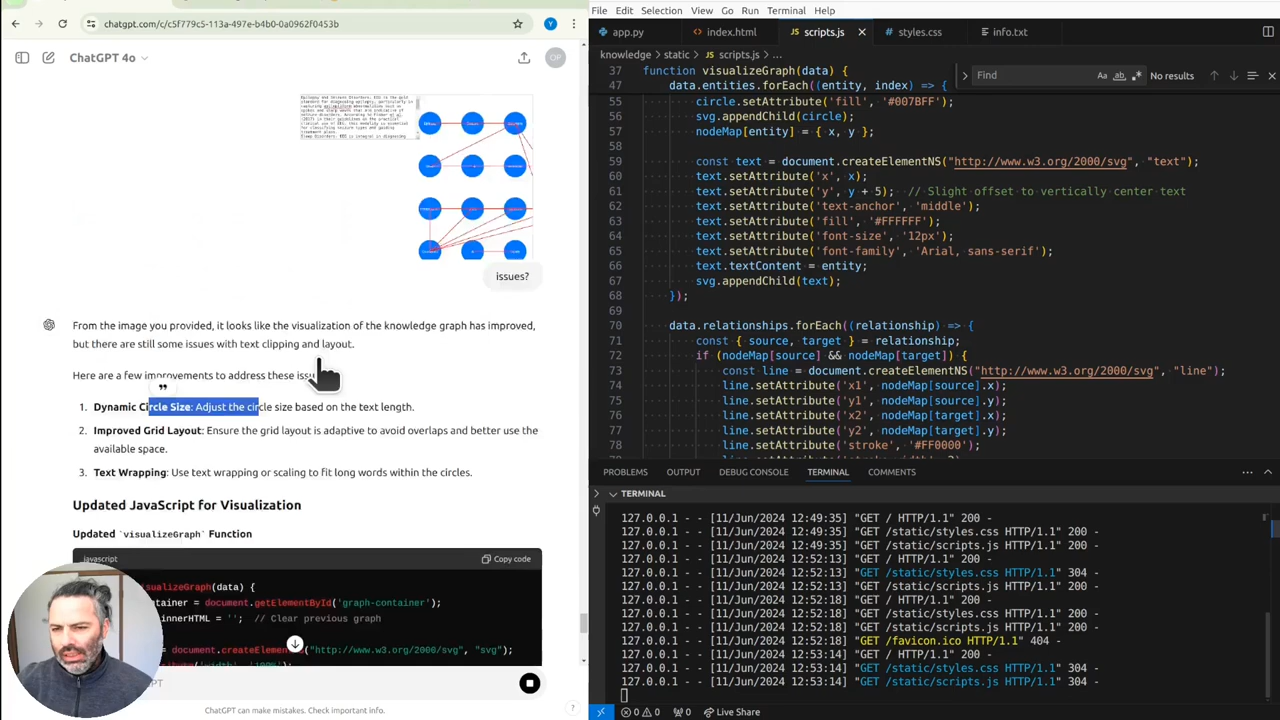 chatgpt.com/c/c5f779c5-113a-497e-b4b0-0a0962f0453b
Y
ChatGPT 4o
OP
issues?
From the image you provided, it looks like the visualization of the knowledge graph has improved,
but there are still some issues with text clipping and layout.
Here are a few improvements to address these
1. Dynamic Circle Size: Adjust the circle size based on the text length.
2. Improved Grid Layout: Ensure the grid layout is adaptive to avoid overlaps and better use the
available space.
3. Text Wrapping: Use text wrapping or scaling to fit long words within the circles.
Updated JavaScript for Visualization
Updated `visualizeGraph` Function
javascript
Copy code
isualizeGraph(data) {
ontainer = document.getElementById('graph-container');
innerHTML = ''; // Clear previous graph
= document.createElement ("http://www.w3.org/2000/svg", "svg");
ChatGPT can make mistakes. Check important info.
?
File Edit Selection View Go Run Terminal Help
app.py
index.html
scripts.js
styles.css
info.txt
knowledge > static > scripts.js > ...
Find
Aa ab
No results
37 function visualizeGraph(data) {
47 data.entities.forEach((entity, index) => {
55 circle.setAttribute('fill', '#007BFF');
56 svg.appendChild(circle);
57 nodeMap[entity] = { x, y };
59 const text = document.createElementNS("http://www.w3.org/2000/svg", "text");
60 text.setAttribute('x', x);
61 text.setAttribute('y', y + 5); // Slight offset to vertically center text
62 text.setAttribute('text-anchor', 'middle');
63 text.setAttribute('fill', '#FFFFFF');
64 text.setAttribute('font-size', '12px');
65 text.setAttribute('font-family', 'Arial, sans-serif');
66 text.textContent = entity;
67 svg.appendChild(text);
68 });
69
70 data.relationships.forEach((relationship) => {
71 const { source, target } = relationship;
72 if (nodeMap[source] && nodeMap[target]) {
73 const line = document.createElementNS("http://www.w3.org/2000/svg", "line");
74 line.setAttribute('x1', nodeMap[source].x);
75 line.setAttribute('y1', nodeMap[source].y);
76 line.setAttribute('x2', nodeMap[target].x);
77 line.setAttribute('y2', nodeMap[target].y);
78 line.setAttribute('stroke', '#FF0000');
PROBLEMS OUTPUT DEBUG CONSOLE TERMINAL COMMENTS
TERMINAL
127.0.0.1 - - [11/Jun/2024 12:49:35] "GET / HTTP/1.1" 200 -
127.0.0.1 - - [11/Jun/2024 12:49:35] "GET /static/styles.css HTTP/1.1" 200 -
127.0.0.1 - - [11/Jun/2024 12:49:35] "GET /static/scripts.js HTTP/1.1" 200 -
127.0.0.1 - - [11/Jun/2024 12:52:13] "GET / HTTP/1.1" 200 -
127.0.0.1 - - [11/Jun/2024 12:52:13] "GET /static/styles.css HTTP/1.1" 304 -
127.0.0.1 - - [11/Jun/2024 12:52:13] "GET /static/scripts.js HTTP/1.1" 200 -
127.0.0.1 - - [11/Jun/2024 12:52:18] "GET / HTTP/1.1" 200 -
127.0.0.1 - - [11/Jun/2024 12:52:18] "GET /static/styles.css HTTP/1.1" 200 -
127.0.0.1 - - [11/Jun/2024 12:52:18] "GET /static/scripts.js HTTP/1.1" 200 -
127.0.0.1 - - [11/Jun/2024 12:52:18] "GET /favicon.ico HTTP/1.1" 404 -
127.0.0.1 - - [11/Jun/2024 12:53:14] "GET / HTTP/1.1" 200 -
127.0.0.1 - - [11/Jun/2024 12:53:14] "GET /static/styles.css HTTP/1.1" 304 -
127.0.0.1 - - [11/Jun/2024 12:53:14] "GET /static/scripts.js HTTP/1.1" 304 -
0 0 0 Live Share